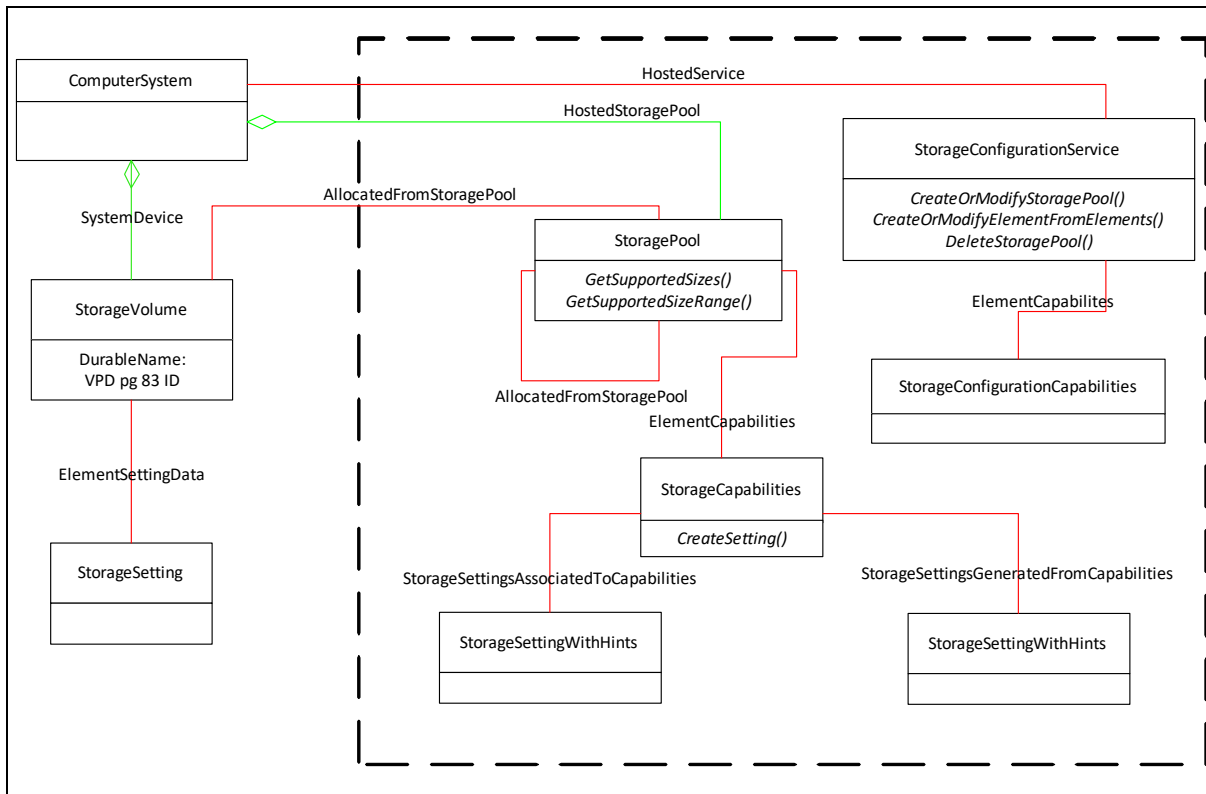 ComputerSystem
HostedService
HostedStoragePool
StorageConfigurationService
CreateOrModifyStoragePool()
CreateOrModifyElementFromElements()
DeleteStoragePool()
AllocatedFromStoragePool
SystemDevice
StoragePool
GetSupportedSizes()
GetSupportedSizeRange()
StorageVolume
DurableName:
VPD pg 83 ID
ElementCapabilites
StorageConfigurationCapabilities
AllocatedFromStoragePool
ElementCapabilities
ElementSettingData
StorageCapabilities
CreateSetting()
StorageSetting
StorageSettingsAssociatedToCapabilities
StorageSettingsGeneratedFromCapabilities
StorageSettingWithHints
StorageSettingWithHints